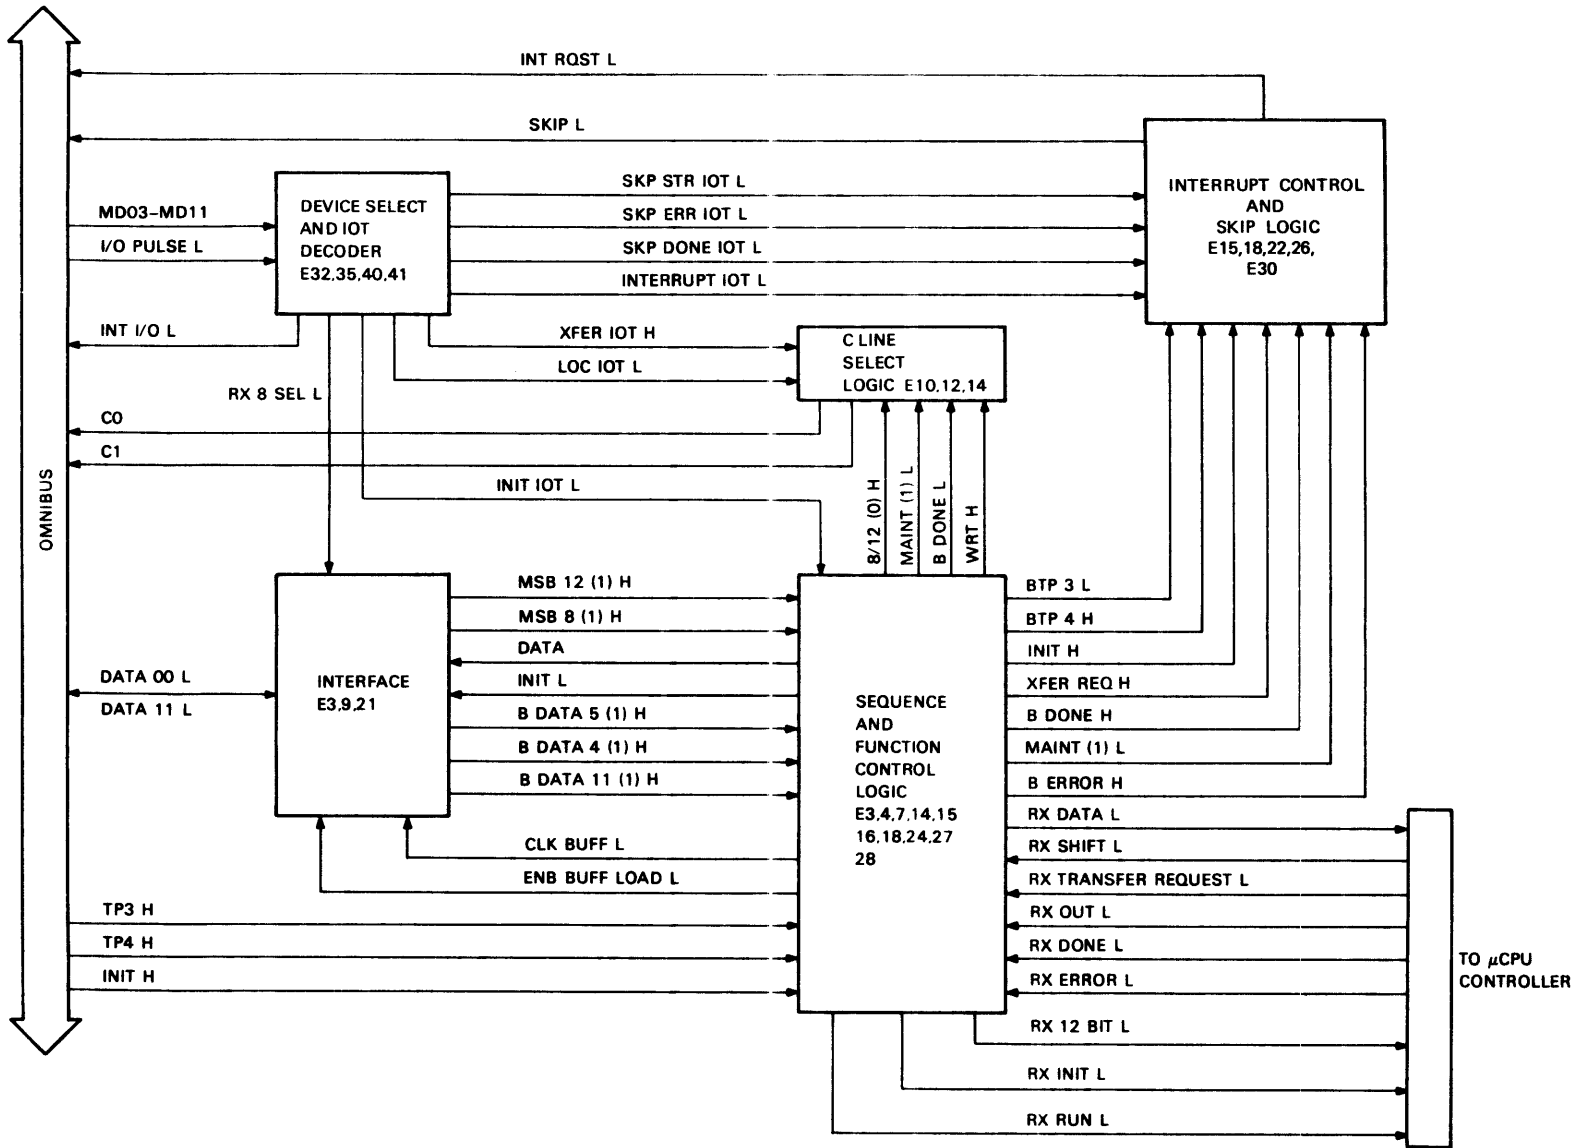 INT RQST L
SKIP L
SKP STR IOT L
SKP ERR IOT L
SKP DONE IOT L
INTERRUPT IOT L
INTERRUPT CONTROL
AND
SKIP LOGIC
E15,18,22,26,
E30
MD03-MD11
I/O PULSE L
DEVICE SELECT
AND IOT
DECODER
E32,35,40,41
INT I/O L
XFER IOT H
LOC IOT L
C LINE
SELECT
LOGIC E10,12,14
RX 8 SEL L
C0
C1
INIT IOT L
OMNIBUS
8/12 (0) H
MAINT (1) L
B DONE L
WRT H
MSB 12 (1) H
MSB 8 (1) H
DATA
INIT L
B DATA 5 (1) H
B DATA 4 (1) H
B DATA 11 (1) H
DATA 00 L
DATA 11 L
INTERFACE
E3,9,21
SEQUENCE
AND
FUNCTION
CONTROL
LOGIC
E3,4,7,14,15
16,18,24,27
28
BTP 3 L
BTP 4 H
INIT H
XFER REQ H
B DONE H
MAINT (1) L
B ERROR H
CLK BUFF L
ENB BUFF LOAD L
TP3 H
TP4 H
INIT H
RX DATA L
RX SHIFT L
RX TRANSFER REQUEST L
RX OUT L
RX DONE L
RX ERROR L
RX 12 BIT L
RX INIT L
RX RUN L
TO μCPU
CONTROLLER